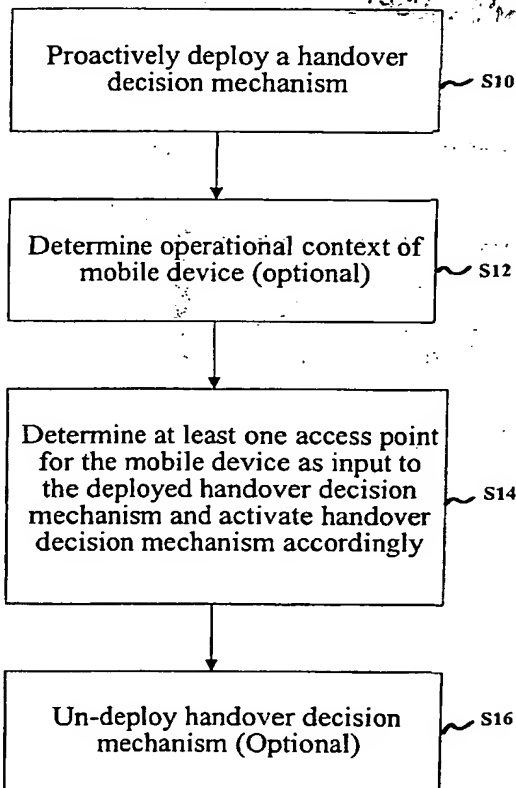 Proactively deploy a handover
decision mechanism
S10
Determine operational context of
mobile device (optional)
S12
Determine at least one access point
for the mobile device as input to
the deployed handover decision
mechanism and activate handover
decision mechanism accordingly
S14
Un-deploy handover decision
mechanism (Optional)
S16